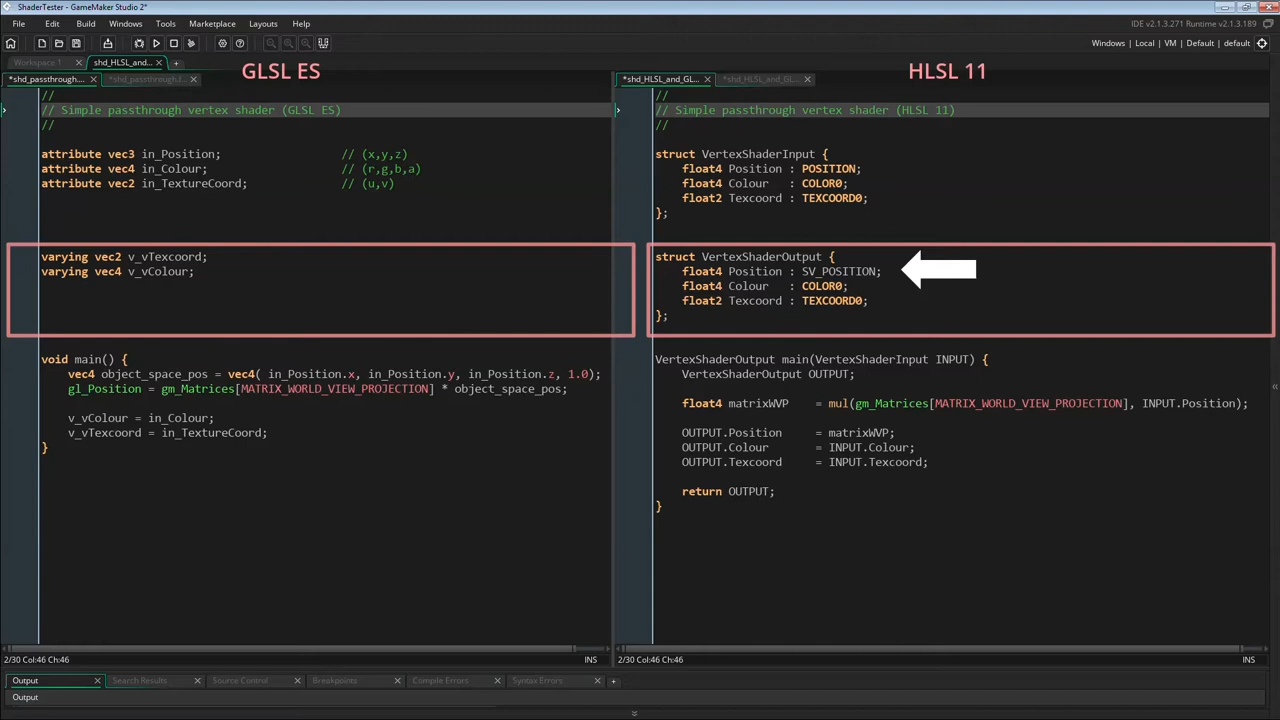 ShaderTester - GameMaker Studio 2*
File Edit Build Windows Tools Marketplace Layouts Help
IDE v2.1.3.271 Runtime v2.1.3.189
Windows | Local | VM | Default | default
Workspace 1 shd_HLSL_and...
GLSL ES
HLSL 11
*shd_passthrough.... *shd_passthrough.f...
*shd_HLSL_and_GL... *shd_HLSL_and_GL...
//
// Simple passthrough vertex shader (GLSL ES)
//
attribute vec3 in_Position; // (x,y,z)
attribute vec4 in_Colour; // (r,g,b,a)
attribute vec2 in_TextureCoord; // (u,v)
varying vec2 v_vTexcoord;
varying vec4 v_vColour;
void main() {
vec4 object_space_pos = vec4( in_Position.x, in_Position.y, in_Position.z, 1.0);
gl_Position = gm_Matrices[MATRIX_WORLD_VIEW_PROJECTION] * object_space_pos;
v_vColour = in_Colour;
v_vTexcoord = in_TextureCoord;
}
//
// Simple passthrough vertex shader (HLSL 11)
//
struct VertexShaderInput {
float4 Position : POSITION;
float4 Colour : COLOR0;
float2 Texcoord : TEXCOORD0;
};
struct VertexShaderOutput {
float4 Position : SV_POSITION;
float4 Colour : COLOR0;
float2 Texcoord : TEXCOORD0;
};
VertexShaderOutput main(VertexShaderInput INPUT) {
VertexShaderOutput OUTPUT;
float4 matrixWVP = mul(gm_Matrices[MATRIX_WORLD_VIEW_PROJECTION], INPUT.Position);
OUTPUT.Position = matrixWVP;
OUTPUT.Colour = INPUT.Colour;
OUTPUT.Texcoord = INPUT.Texcoord;
return OUTPUT;
}
2/30 Col:46 Ch:46 INS
2/30 Col:46 Ch:46 INS
Output Search Results Source Control Breakpoints Compile Errors Syntax Errors
Output